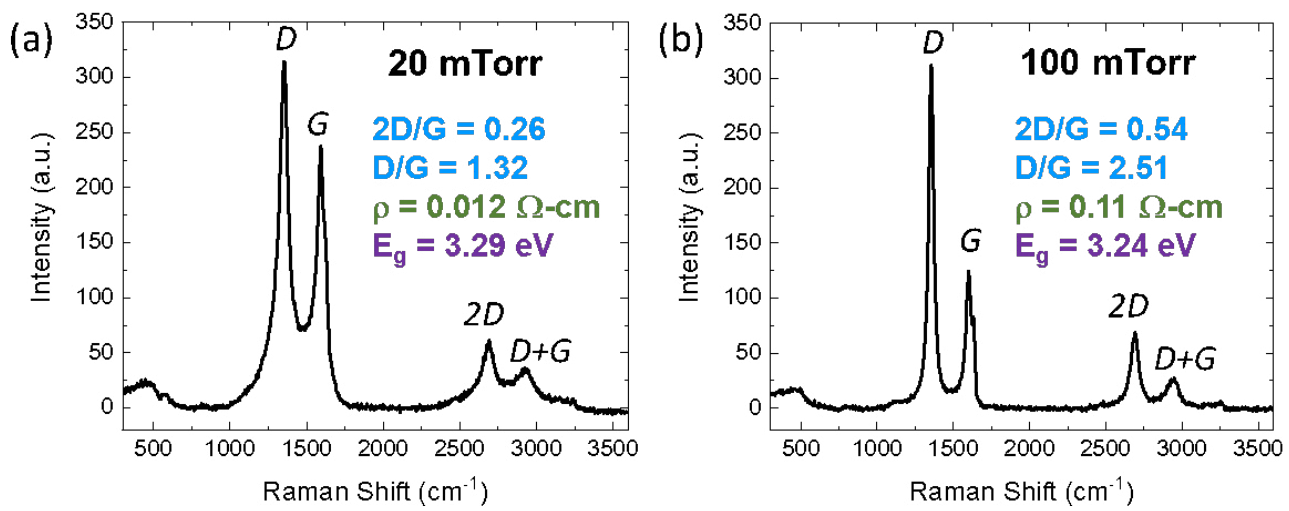 (a)
20 mTorr
2D/G = 0.26
D/G = 1.32
ρ = 0.012 Ω-cm
E_g = 3.29 eV
D
G
2D
D+G
Intensity (a.u.)
350
300
250
200
150
100
50
0
500 1000 1500 2000 2500 3000 3500
Raman Shift (cm⁻¹)
(b)
100 mTorr
2D/G = 0.54
D/G = 2.51
ρ = 0.11 Ω-cm
E_g = 3.24 eV
D
G
2D
D+G
Intensity (a.u.)
350
300
250
200
150
100
50
0
500 1000 1500 2000 2500 3000 3500
Raman Shift (cm⁻¹)